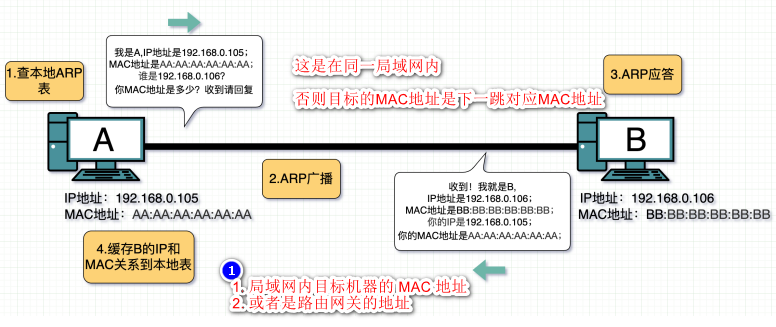 我是A,IP地址是192.168.0.105；
MAC地址是AA:AA:AA:AA:AA:AA；
谁是192.168.0.106?
你MAC地址是多少？收到请回复
1.查本地ARP
表
这是在同一局域网内
否则目标的MAC地址是下一跳对应MAC地址
3.ARP应答
A
B
2.ARP广播
IP地址：192.168.0.105
MAC地址：AA:AA:AA:AA:AA:AA
收到！我就是B,
IP地址是192.168.0.106；
MAC地址是BB:BB:BB:BB:BB:BB；
你的IP是192.168.0.105；
你的MAC地址是AA:AA:AA:AA:AA:AA；
IP地址：192.168.0.106
MAC地址：BB:BB:BB:BB:BB:BB
4.缓存B的IP和
MAC关系到本地表
1
1. 局域网内目标机器的 MAC 地址
2. 或者是路由网关的地址